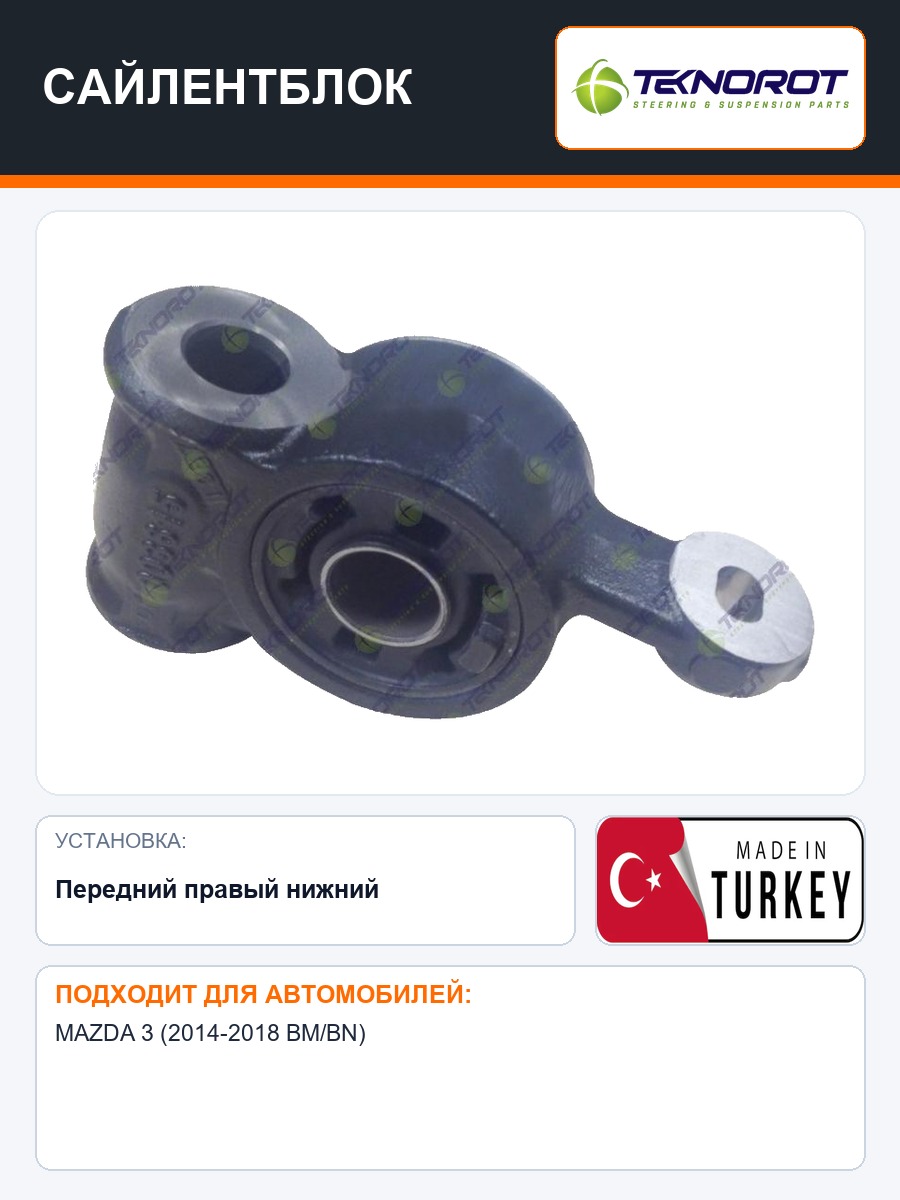 САЙЛЕНТБЛОК
TEKNOROT
STEERING & SUSPENSION PARTS
УСТАНОВКА:
Передний правый нижний
MADE IN
TURKEY
ПОДХОДИТ ДЛЯ АВТОМОБИЛЕЙ:
MAZDA 3 (2014-2018 BM/BN)